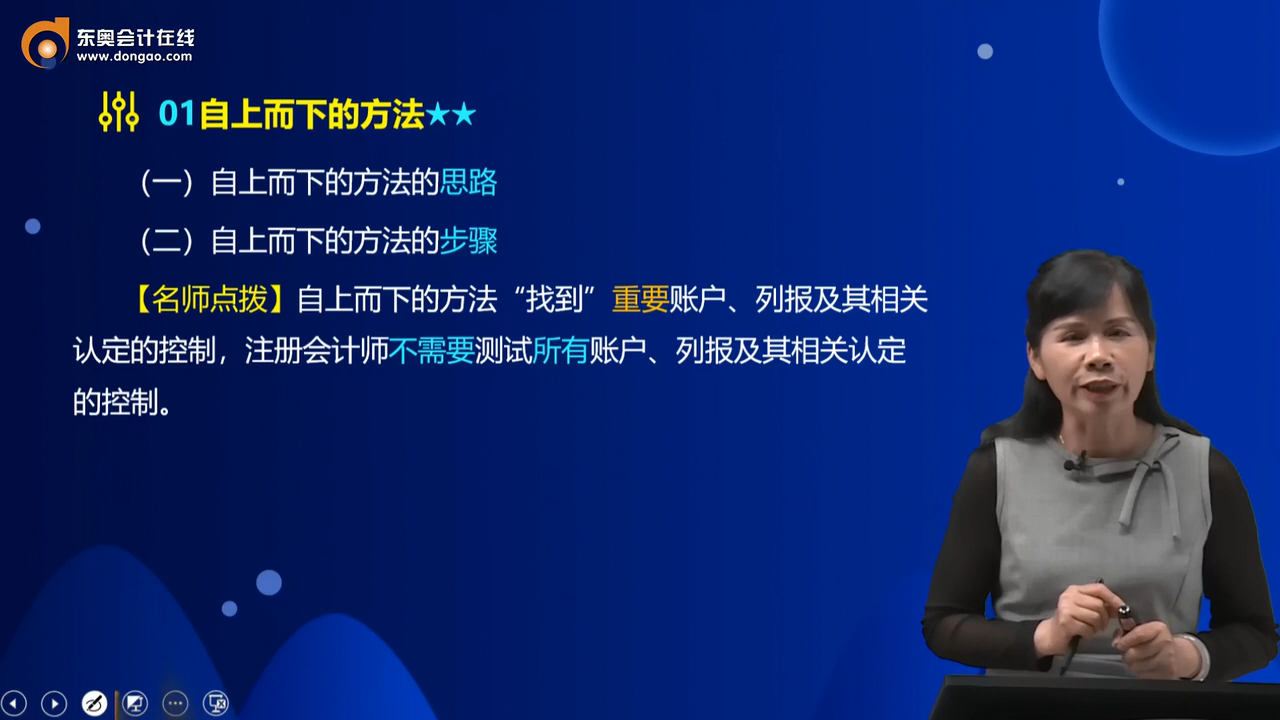 东奥会计在线
www.dongao.com
01自上而下的方法★★
（一）自上而下的方法的思路
（二）自上而下的方法的步骤
【名师点拨】自上而下的方法“找到”重要账户、列报及其相关
认定的控制，注册会计师不需要测试所有账户、列报及其相关认定
的控制。